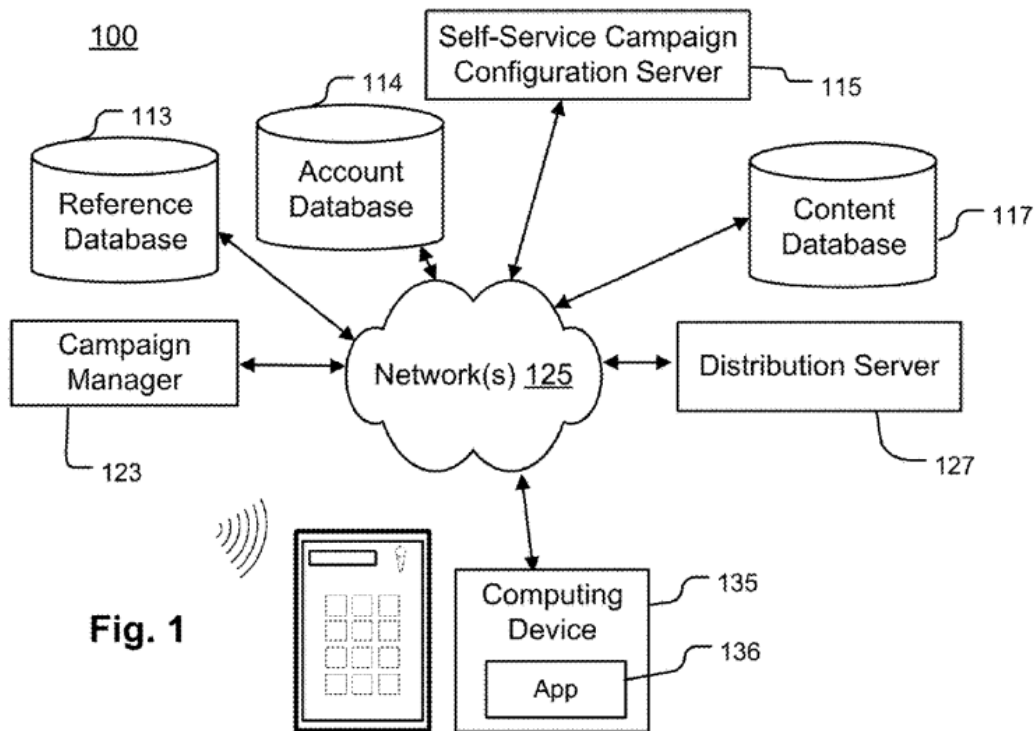 100
Self-Service Campaign
Configuration Server
115
114
113
Account
Database
Reference
Database
Content
Database
117
Campaign
Manager
Network(s) 125
Distribution Server
123
127
Computing
Device
135
136
App
Fig. 1